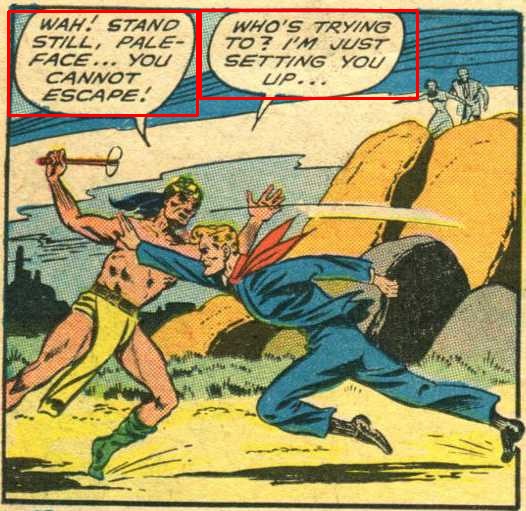 WAH! STAND
STILL, PALE-
FACE... YOU
CANNOT
ESCAPE!
WHO'S TRYING
TO? I'M JUST
SETTING YOU
UP...